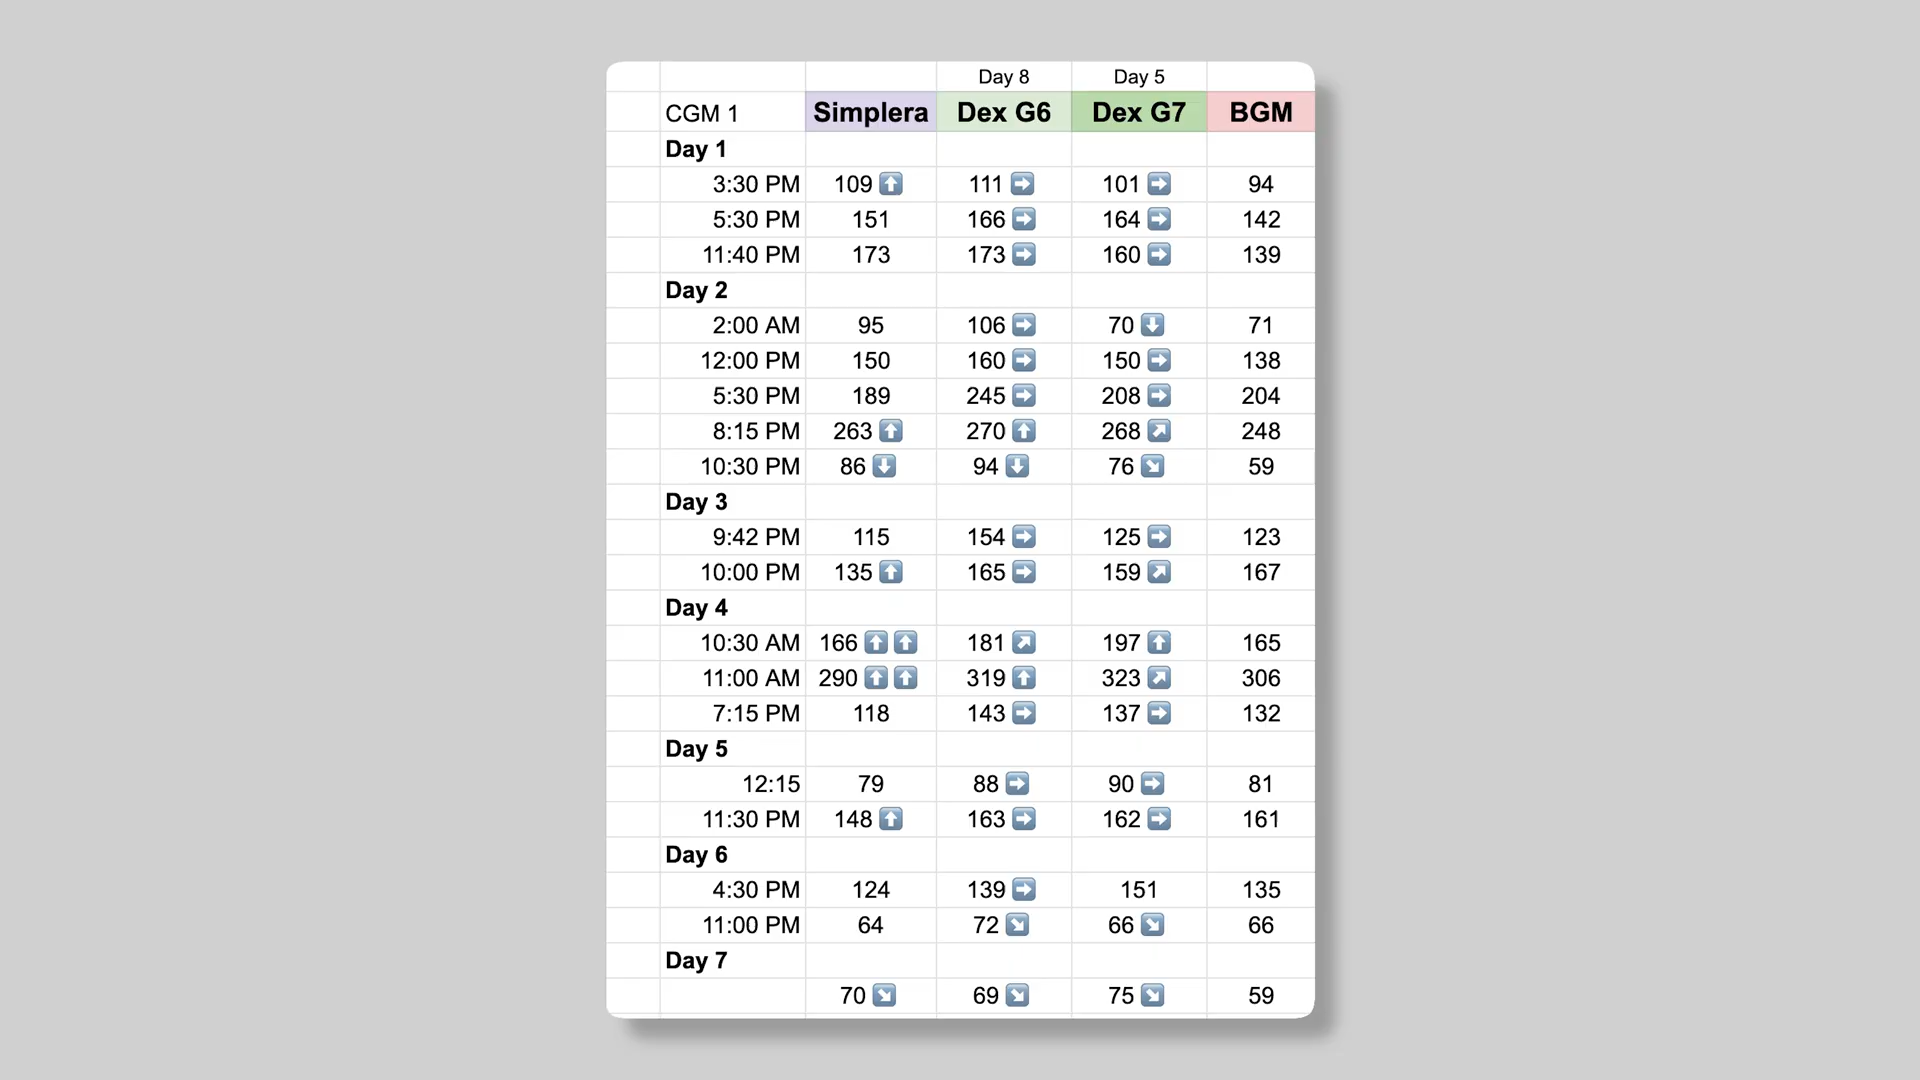 Day 8 Day 5
CGM 1 Simplera Dex G6 Dex G7 BGM
Day 1
3:30 PM 109 ⬆️ 111 ➡️ 101 ➡️ 94
5:30 PM 151 166 ➡️ 164 ➡️ 142
11:40 PM 173 173 ➡️ 160 ➡️ 139
Day 2
2:00 AM 95 106 ➡️ 70 ⬇️ 71
12:00 PM 150 160 ➡️ 150 ➡️ 138
5:30 PM 189 245 ➡️ 208 ➡️ 204
8:15 PM 263 ⬆️ 270 ⬆️ 268 ↗️ 248
10:30 PM 86 ⬇️ 94 ⬇️ 76 ↘️ 59
Day 3
9:42 PM 115 154 ➡️ 125 ➡️ 123
10:00 PM 135 ⬆️ 165 ➡️ 159 ↗️ 167
Day 4
10:30 AM 166 ⬆️ ⬆️ 181 ↗️ 197 ⬆️ 165
11:00 AM 290 ⬆️ ⬆️ 319 ⬆️ 323 ↗️ 306
7:15 PM 118 143 ➡️ 137 ➡️ 132
Day 5
12:15 79 88 ➡️ 90 ➡️ 81
11:30 PM 148 ⬆️ 163 ➡️ 162 ➡️ 161
Day 6
4:30 PM 124 139 ➡️ 151 135
11:00 PM 64 72 ↘️ 66 ↘️ 66
Day 7
70 ↘️ 69 ↘️ 75 ↘️ 59